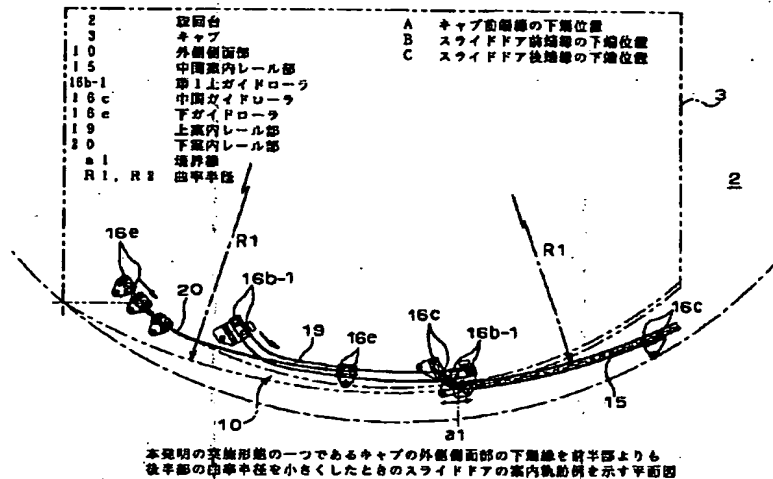 2 旋回台
3 キャブ
10 外側側面部
15 中間案内レール部
16b-1 第1上ガイドローラ
16c 中間ガイドローラ
16e 下ガイドローラ
19 上案内レール部
20 下案内レール部
a1 境界線
R1, R2 曲率半径
A キャブ前端線の下端位置
B スライドドア前端線の下端位置
C スライドドア後端線の下端位置
3
2
16e
R1
16b-1
R1
20
19
16e
16c
16b-1
16c
10
15
a1
本発明の実施形態の一つであるキャブの外側側面部の下端線を前半部よりも
後半部の曲率半径を小さくしたときのスライドドアの案内軌跡例を示す平面図